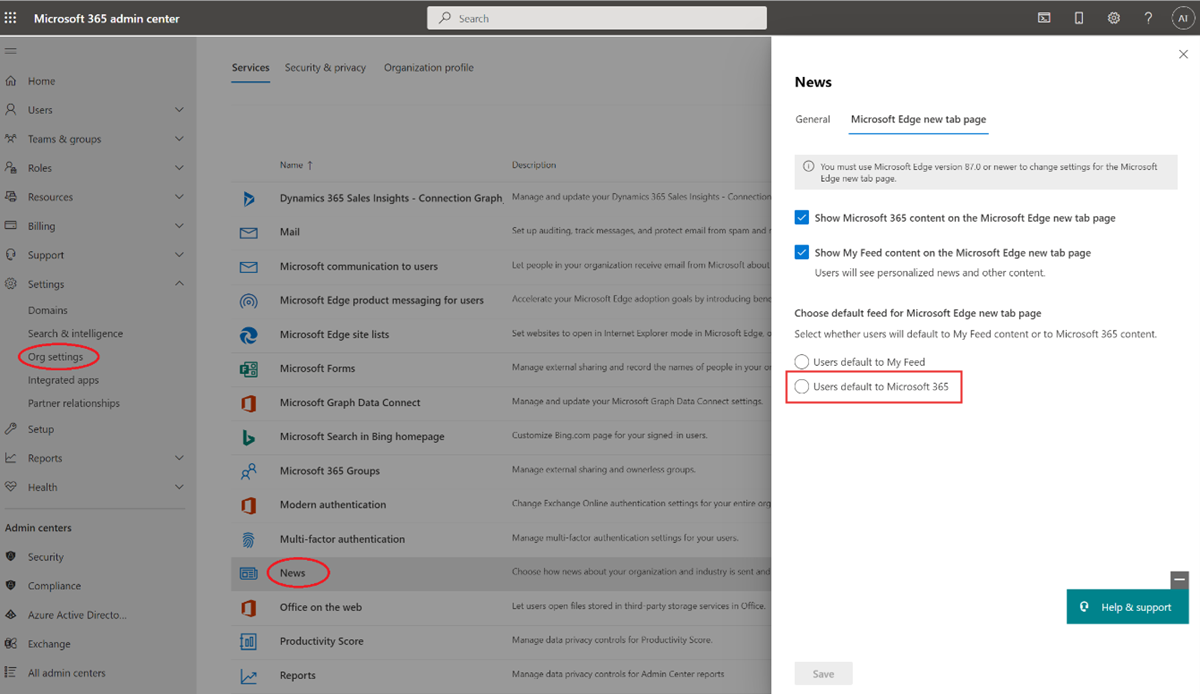 Microsoft 365 admin center
Search
AI
Home
Users
Teams & groups
Roles
Resources
Billing
Support
Settings
Domains
Search & intelligence
Org settings
Integrated apps
Partner relationships
Setup
Reports
Health
Admin centers
Security
Compliance
Azure Active Directo...
Exchange
All admin centers
Services Security & privacy Organization profile
Name ↑ Description
Dynamics 365 Sales Insights - Connection Graph, Manage and update your Dynamics 365 Sales Insights settings.
Mail Set up auditing, track messages, and protect email from spam and
Microsoft communication to users Let people in your organization receive email from Microsoft about
Microsoft Edge product messaging for users Accelerate your Microsoft Edge adoption goals by introducing
Microsoft Edge site lists Set websites to open in Internet Explorer mode in Microsoft Edge,
Microsoft Forms Manage external sharing and record the names of people in your
Microsoft Graph Data Connect Manage and update your Microsoft Graph Data Connect settings.
Microsoft Search in Bing homepage Customize Bing.com page for your signed in users.
Microsoft 365 Groups Manage external sharing and ownerless groups.
Modern authentication Change Exchange Online authentication settings for your entire org
Multi-factor authentication Manage multi-factor authentication settings for your users.
News Choose how news about your organization and industry is sent and
Office on the web Let users open files stored in third-party storage services in Office.
Productivity Score Manage data privacy controls for Productivity Score.
Reports Manage data privacy controls for Admin Center reports
News
General Microsoft Edge new tab page
You must use Microsoft Edge version 87.0 or newer to change settings for the Microsoft
Edge new tab page.
Show Microsoft 365 content on the Microsoft Edge new tab page
Show My Feed content on the Microsoft Edge new tab page
Users will see personalized news and other content.
Choose default feed for Microsoft Edge new tab page
Select whether users will default to My Feed content or to Microsoft 365 content.
Users default to My Feed
Users default to Microsoft 365
Help & support
Save